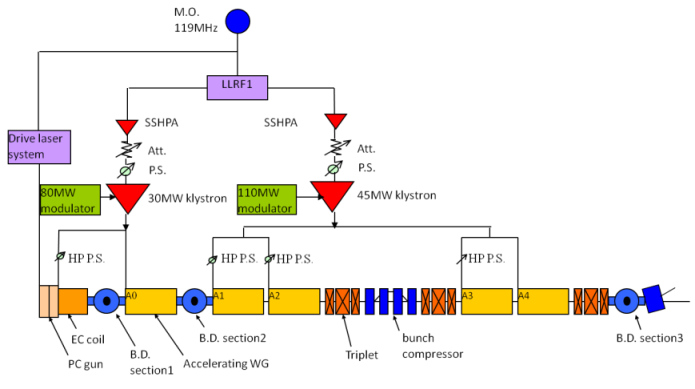 M.O.
119MHz
LLRF1
SSHPA
SSHPA
Drive laser
system
Att.
Att.
P.S.
P.S.
80MW
modulator
30MW klystron
110MW
modulator
45MW klystron
HP P.S.
HP P.S.
HP P.S.
HP P.S.
A0
A1
A2
A3
A4
EC coil
PC gun
B.D.
section1
Accelerating WG
B.D. section2
Triplet
bunch
compressor
B.D. section3